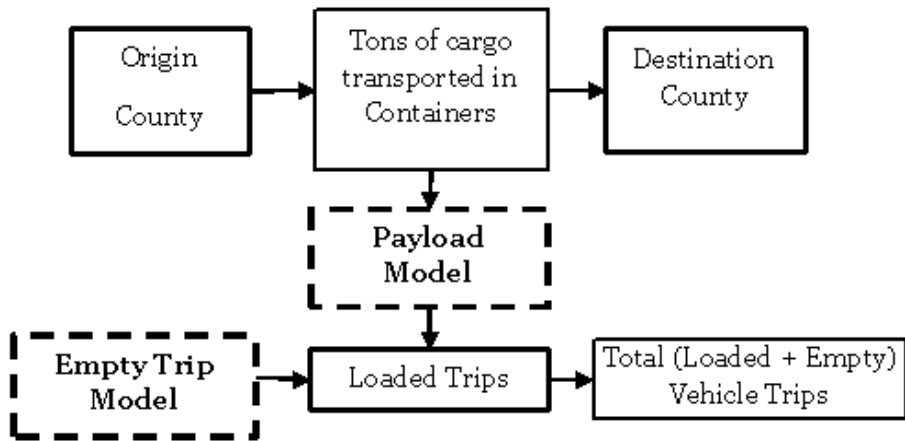 Origin
County
Tons of cargo
transported in
Containers
Destination
County
Payload
Model
Empty Trip
Model
Loaded Trips
Total (Loaded + Empty)
Vehicle Trips